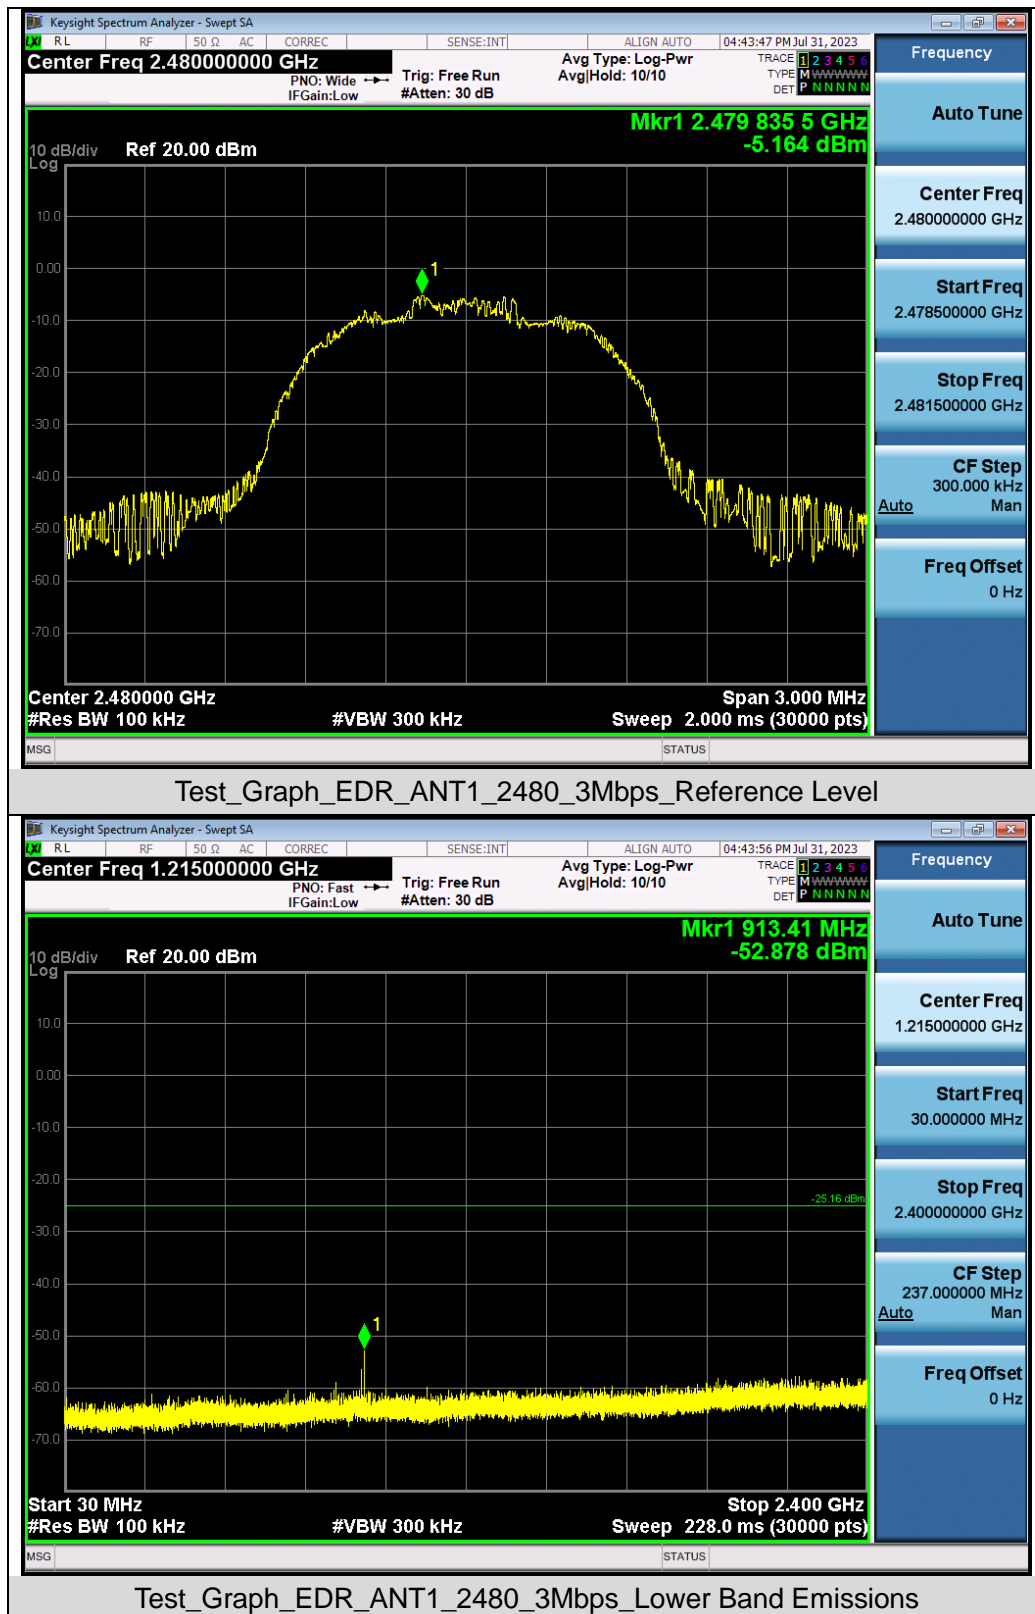 Keysight Spectrum Analyzer - Swept SA
LXI RL RF 50 Ω AC CORREC SENSE:INT ALIGN AUTO 04:43:47 PM Jul 31, 2023
Center Freq 2.480000000 GHz
PNO: Wide
IFGain:Low
Trig: Free Run
#Atten: 30 dB
Avg Type: Log-Pwr
Avg|Hold: 10/10
TRACE 1 2 3 4 5 6
TYPE M WWWWW
DET P N N N N N
Mkr1 2.479 835 5 GHz
-5.164 dBm
10 dB/div Ref 20.00 dBm
Log
10.0
0.00
1
-10.0
-20.0
-30.0
-40.0
-50.0
-60.0
-70.0
Center 2.480000 GHz Span 3.000 MHz
#Res BW 100 kHz #VBW 300 kHz Sweep 2.000 ms (30000 pts)
MSG STATUS
Frequency
Auto Tune
Center Freq
2.480000000 GHz
Start Freq
2.478500000 GHz
Stop Freq
2.481500000 GHz
CF Step
300.000 kHz
Auto Man
Freq Offset
0 Hz
Test_Graph_EDR_ANT1_2480_3Mbps_Reference Level
Keysight Spectrum Analyzer - Swept SA
LXI RL RF 50 Ω AC CORREC SENSE:INT ALIGN AUTO 04:43:56 PM Jul 31, 2023
Center Freq 1.215000000 GHz
PNO: Fast
IFGain:Low
Trig: Free Run
#Atten: 30 dB
Avg Type: Log-Pwr
Avg|Hold: 10/10
TRACE 1 2 3 4 5 6
TYPE M WWWWW
DET P N N N N N
Mkr1 913.41 MHz
-52.878 dBm
10 dB/div Ref 20.00 dBm
Log
10.0
0.00
-10.0
-20.0
-25.16 dBm
-30.0
-40.0
-50.0
1
-60.0
-70.0
Start 30 MHz Stop 2.400 GHz
#Res BW 100 kHz #VBW 300 kHz Sweep 228.0 ms (30000 pts)
MSG STATUS
Frequency
Auto Tune
Center Freq
1.215000000 GHz
Start Freq
30.000000 MHz
Stop Freq
2.400000000 GHz
CF Step
237.000000 MHz
Auto Man
Freq Offset
0 Hz
Test_Graph_EDR_ANT1_2480_3Mbps_Lower Band Emissions